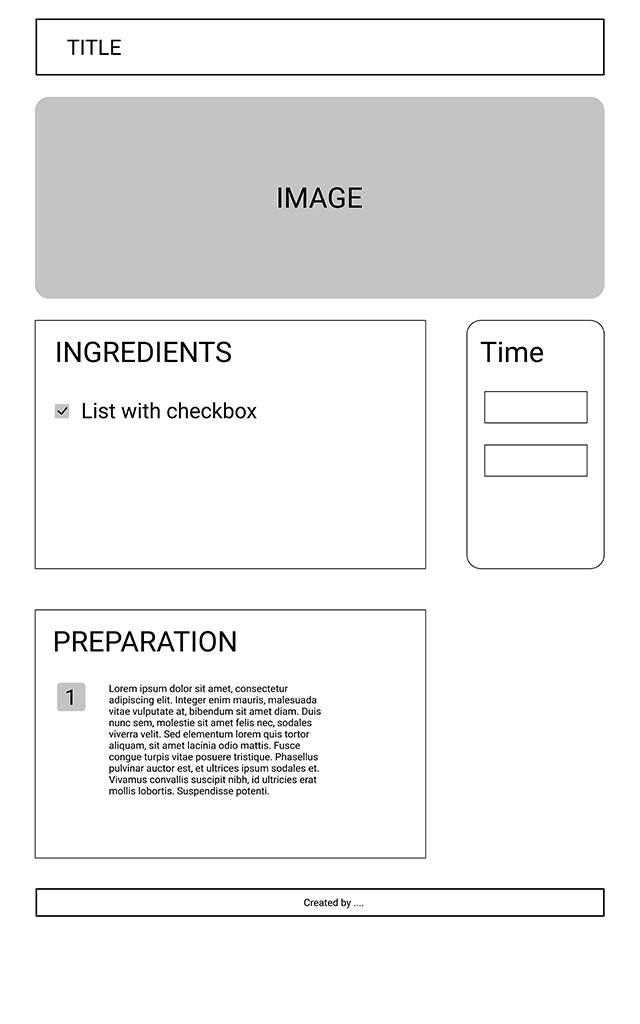 TITLE
IMAGE
INGREDIENTS
List with checkbox
Time
PREPARATION
1
Lorem ipsum dolor sit amet, consectetur
adipiscing elit. Integer enim mauris, malesuada
vitae vulputate at, bibendum sit amet diam. Duis
nunc sem, molestie sit amet felis nec, sodales
viverra velit. Sed elementum lorem quis tortor
aliquam, sit amet lacinia odio mattis. Fusce
congue turpis vitae posuere tristique. Phasellus
pulvinar auctor est, et ultrices ipsum sodales et.
Vivamus convallis suscipit nibh, id ultricies erat
mollis lobortis. Suspendisse potenti.
Created by ....